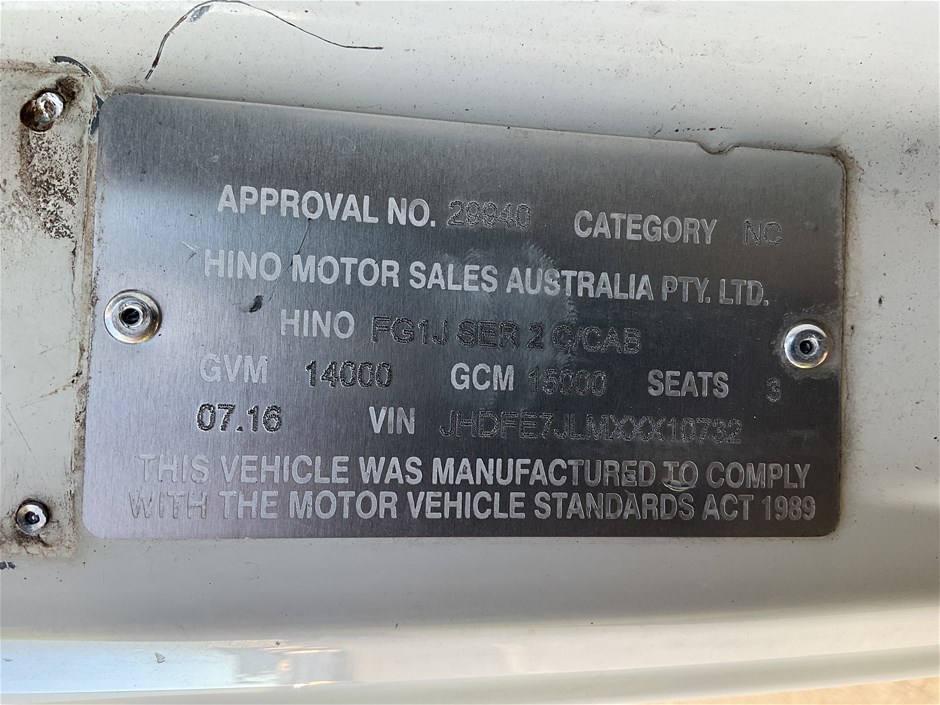 APPROVAL NO. 29940 CATEGORY NC
HINO MOTOR SALES AUSTRALIA PTY. LTD.
HINO FG1J SER 2 C/CAB
GVM 14000 GCM 15000 SEATS 3
07.16 VIN JHDFE7JLMXXX10732
THIS VEHICLE WAS MANUFACTURED TO COMPLY
WITH THE MOTOR VEHICLE STANDARDS ACT 1989